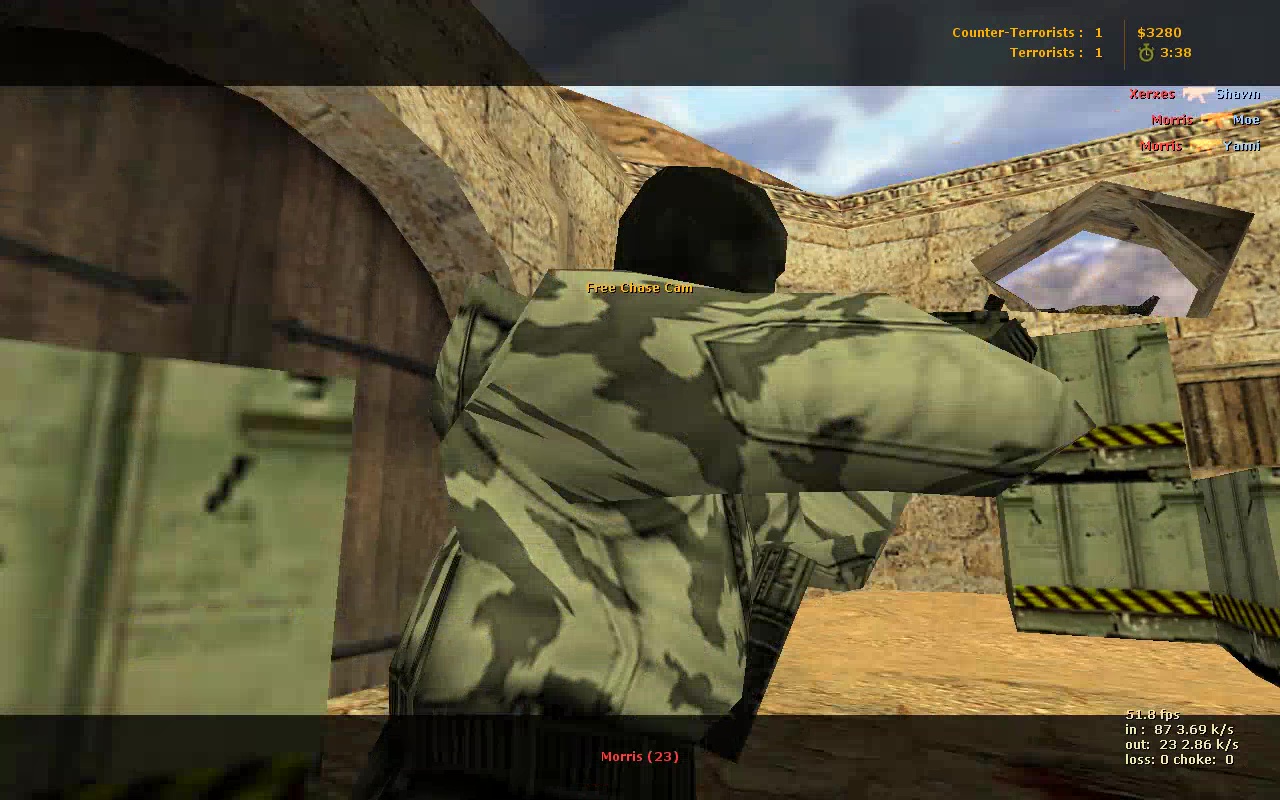 Counter-Terrorists : 1 $3280
Terrorists : 1 3:38
Xerxes Shawn
Morris Moe
Morris Yanni
Free Chase Cam
51.8 fps
in : 87 3.69 k/s
out: 23 2.86 k/s
loss: 0 choke: 0
Morris (23)